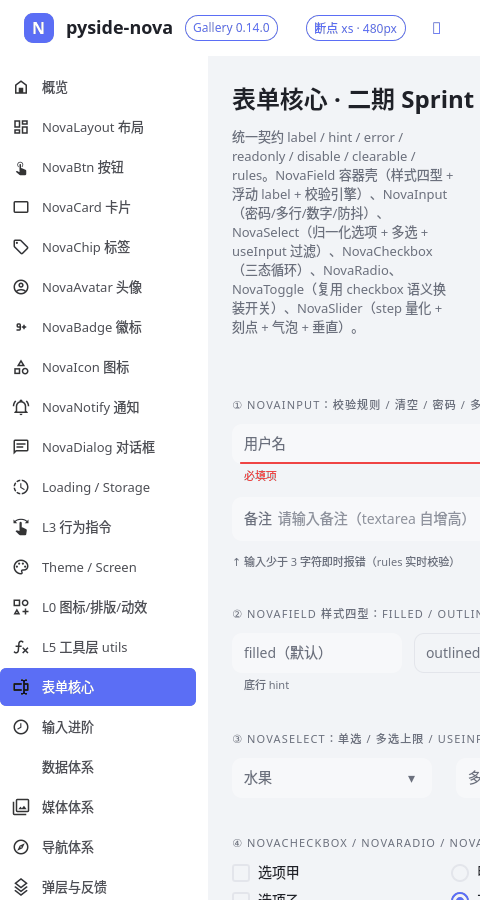 N pyside-nova Gallery 0.14.0 断点 xs · 480px
概览
NovaLayout 布局
NovaBtn 按钮
NovaCard 卡片
NovaChip 标签
NovaAvatar 头像
NovaBadge 徽标
NovaIcon 图标
NovaNotify 通知
NovaDialog 对话框
Loading / Storage
L3 行为指令
Theme / Screen
L0 图标/排版/动效
L5 工具层 utils
表单核心
输入进阶
数据体系
媒体体系
导航体系
弹层与反馈
表单核心 · 二期 Sprint
统一契约 label / hint / error /
readonly / disable / clearable /
rules。NovaField 容器壳（样式四型 +
浮动 label + 校验引擎）、NovaInput
（密码/多行/数字/防抖）、
NovaSelect（归一化选项 + 多选 +
useInput 过滤）、NovaCheckbox
（三态循环）、NovaRadio、
NovaToggle（复用 checkbox 语义换
装开关）、NovaSlider（step 量化 +
刻点 + 气泡 + 垂直）。
① NOVAINPUT：校验规则 / 清空 / 密码 / 多
用户名
必填项
备注 请输入备注（textarea 自增高）
↑ 输入少于 3 字符即时报错（rules 实时校验）
② NOVAFIELD 样式四型：FILLED / OUTLIN
filled（默认） outlined
底行 hint
③ NOVASELECT：单选 / 多选上限 / USEINP
水果 ▼ 多
④ NOVACHECKBOX / NOVARADIO / NOVA
选项甲
选项乙